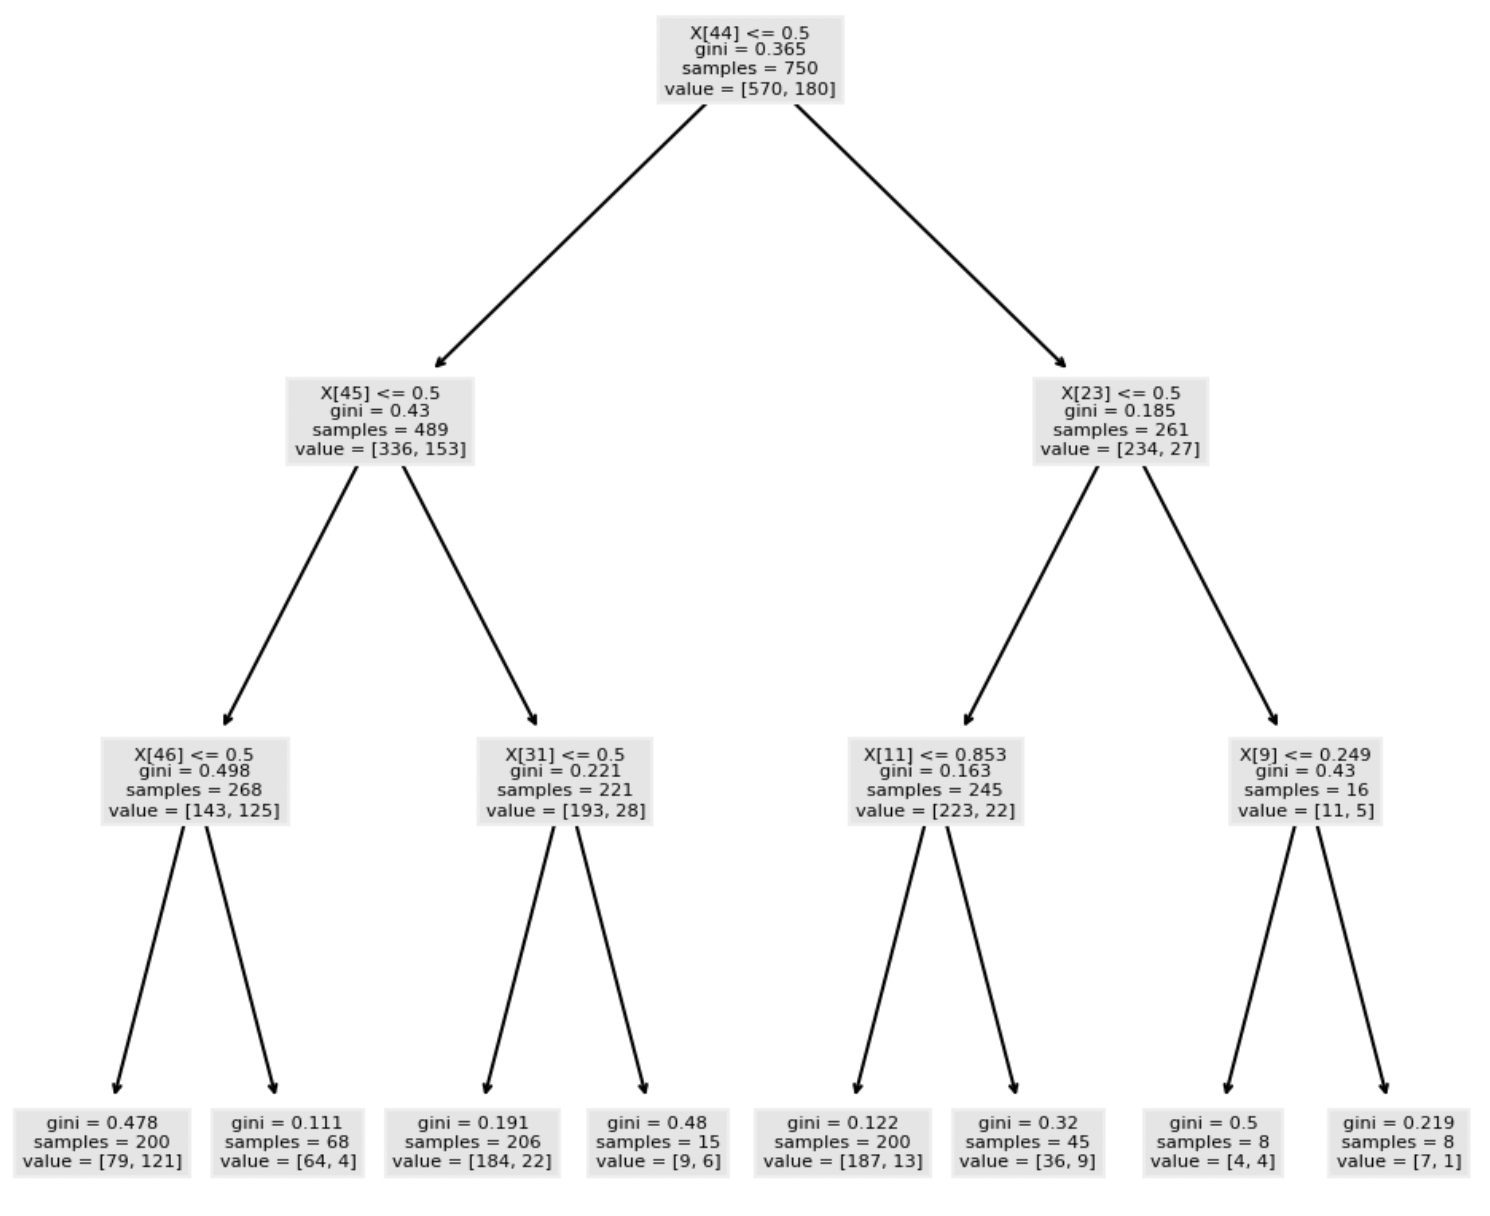 X[44] <= 0.5
gini = 0.365
samples = 750
value = [570, 180]
X[45] <= 0.5
gini = 0.43
samples = 489
value = [336, 153]
X[23] <= 0.5
gini = 0.185
samples = 261
value = [234, 27]
X[46] <= 0.5
gini = 0.498
samples = 268
value = [143, 125]
X[31] <= 0.5
gini = 0.221
samples = 221
value = [193, 28]
X[11] <= 0.853
gini = 0.163
samples = 245
value = [223, 22]
X[9] <= 0.249
gini = 0.43
samples = 16
value = [11, 5]
gini = 0.478
samples = 200
value = [79, 121]
gini = 0.111
samples = 68
value = [64, 4]
gini = 0.191
samples = 206
value = [184, 22]
gini = 0.48
samples = 15
value = [9, 6]
gini = 0.122
samples = 200
value = [187, 13]
gini = 0.32
samples = 45
value = [36, 9]
gini = 0.5
samples = 8
value = [4, 4]
gini = 0.219
samples = 8
value = [7, 1]